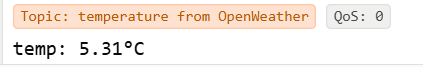 Topic: temperature from OpenWeather QoS: 0
temp: 5.31°C